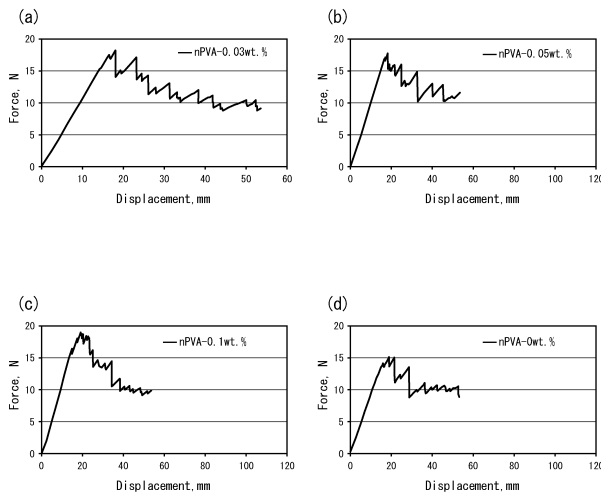 (a)
Force, N
20
15
10
5
0
nPVA-0.03wt.%
0 10 20 30 40 50 60
Displacement, mm
(b)
Force, N
20
15
10
5
0
nPVA-0.05wt.%
0 20 40 60 80 100 120
Displacement, mm
(c)
Force, N
20
15
10
5
0
nPVA-0.1wt.%
0 20 40 60 80 100 120
Displacement, mm
(d)
Force, N
20
15
10
5
0
nPVA-0wt.%
0 20 40 60 80 100 120
Displacement, mm